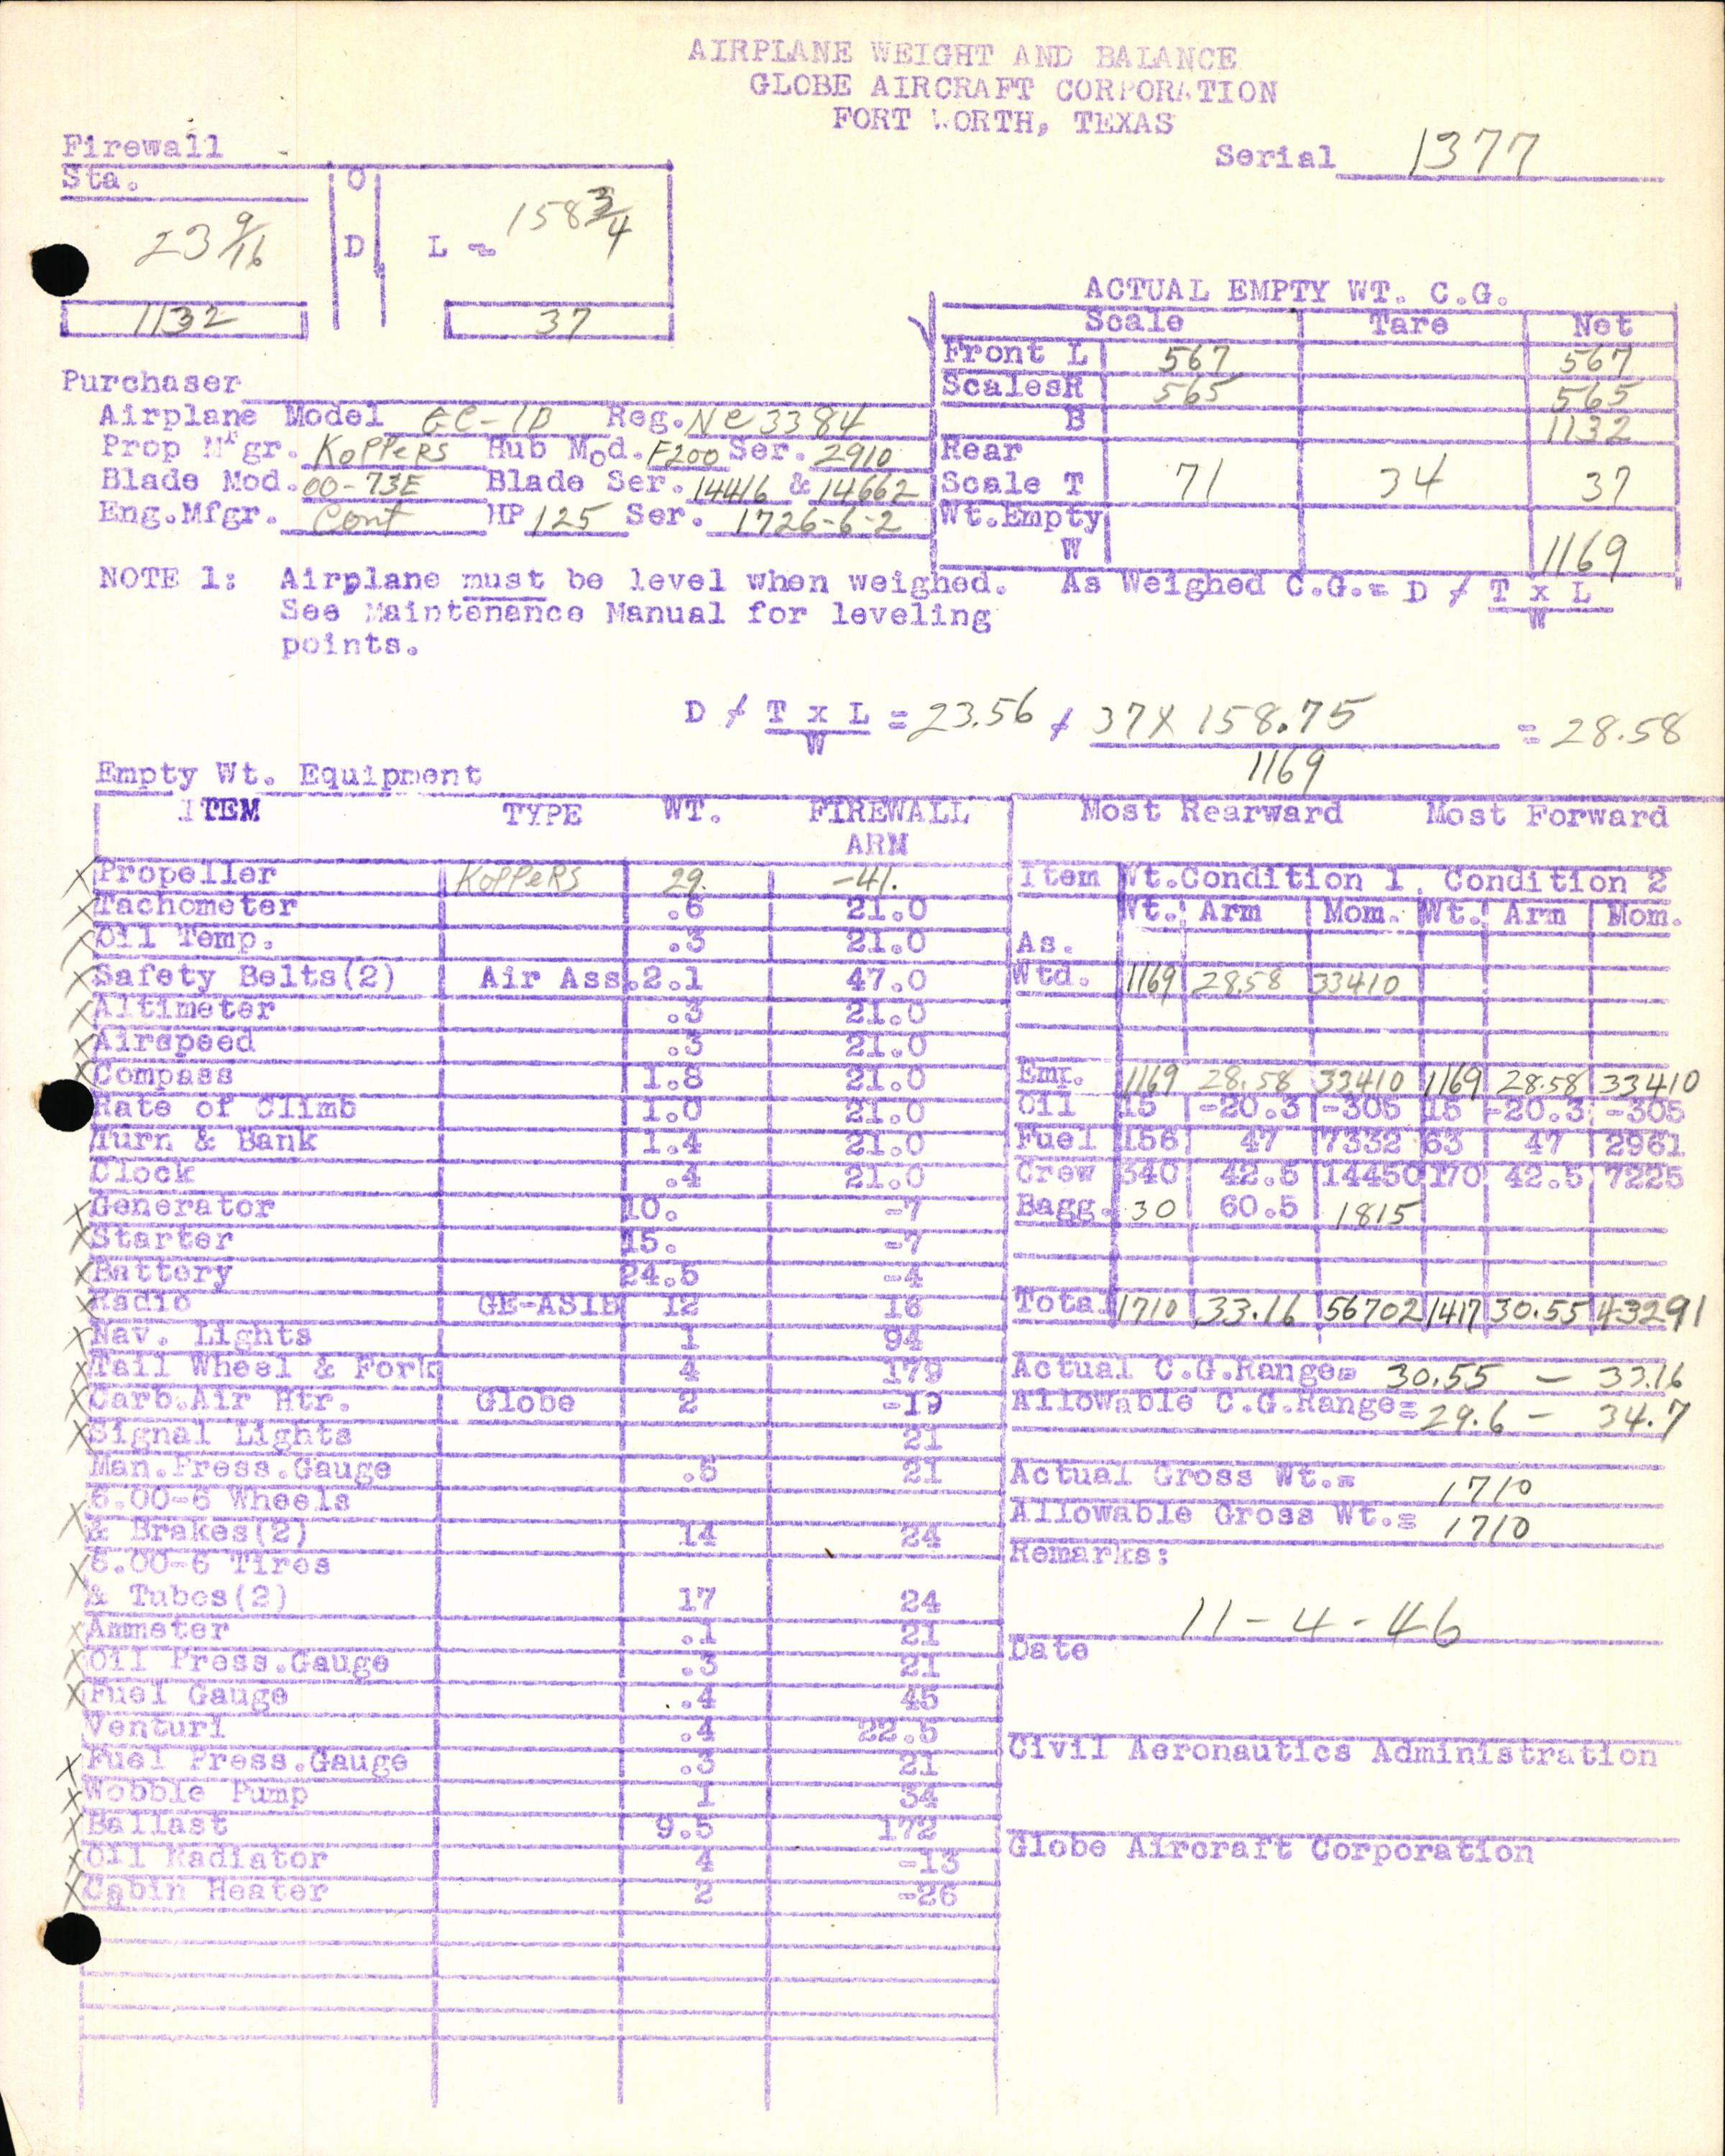 AIRPLANE WEIGHT AND BALANCE
GLOBE AIRCRAFT CORPORATION
FORT WORTH, TEXAS
Serial 1377
Firewall
Sta. O
23 9/16 D L = 158 3/4
1132 37
ACTUAL EMPTY WT. C.G.
Scale Tare Net
Front L 567 567
Scales R 565 565
B 1132
Rear
Scale T 71 34 37
Wt.Empty
W 1169
Purchaser
Airplane Model GC-1B Reg. NC 3384
Prop Mfgr. KOPPERS Hub Mod. F200 Ser. 2910
Blade Mod. 00-73E Blade Ser. 14416 & 14662
Eng.Mfgr. Cont HP 125 Ser. 1726-6-2
NOTE 1: Airplane must be level when weighed. As Weighed C.G.= D / T x L
W
See Maintenance Manual for leveling
points.
D / T x L = 23.56 / 37 X 158.75 = 28.58
W 1169
Empty Wt. Equipment
ITEM TYPE WT. FIREWALL
ARM
X Propeller KOPPERS 29. -41.
X Tachometer .6 21.0
X Oil Temp. .3 21.0
X Safety Belts(2) Air Ass.2.1 47.0
X Altimeter .3 21.0
X Airspeed .3 21.0
X Compass 1.8 21.0
Rate of Climb 1.0 21.0
Turn & Bank 1.4 21.0
Clock .4 21.0
X Generator 10. -7
X Starter 15. -7
X Battery 24.5 -4
X Radio GE-AS1B 12 16
X Nav. Lights 1 94
X Tail Wheel & Fork 4 179
X Carb.Air Htr. Globe 2 -19
X Signal Lights 21
Man.Press.Gauge .5 21
X 6.00-6 Wheels
& Brakes(2) 14 24
X 6.00-6 Tires
& Tubes(2) 17 24
X Ammeter .1 21
X Oil Press.Gauge .3 21
X Fuel Gauge .4 45
Venturi .4 22.5
X Fuel Press.Gauge .3 21
X Wobble Pump 1 34
X Ballast 9.5 172
X Oil Radiator 4 -13
X Cabin Heater 2 -26
Most Rearward Most Forward
Item Wt.Condition 1 Condition 2
Wt. Arm Mom. Wt. Arm Mom.
As.
Wtd. 1169 28.58 33410
Emp. 1169 28.58 33410 1169 28.58 33410
Oil 15 -20.3 -305 15 -20.3 -305
Fuel 156 47 7332 63 47 2961
Crew 340 42.5 14450 170 42.5 7225
Bagg. 30 60.5 1815
Total 1710 33.16 56702 1417 30.55 43291
Actual C.G.Range= 30.55 - 33.16
Allowable C.G.Range= 29.6 - 34.7
Actual Gross Wt.= 1710
Allowable Gross Wt.= 1710
Remarks:
11-4-46
Date
Civil Aeronautics Administration
Globe Aircraft Corporation